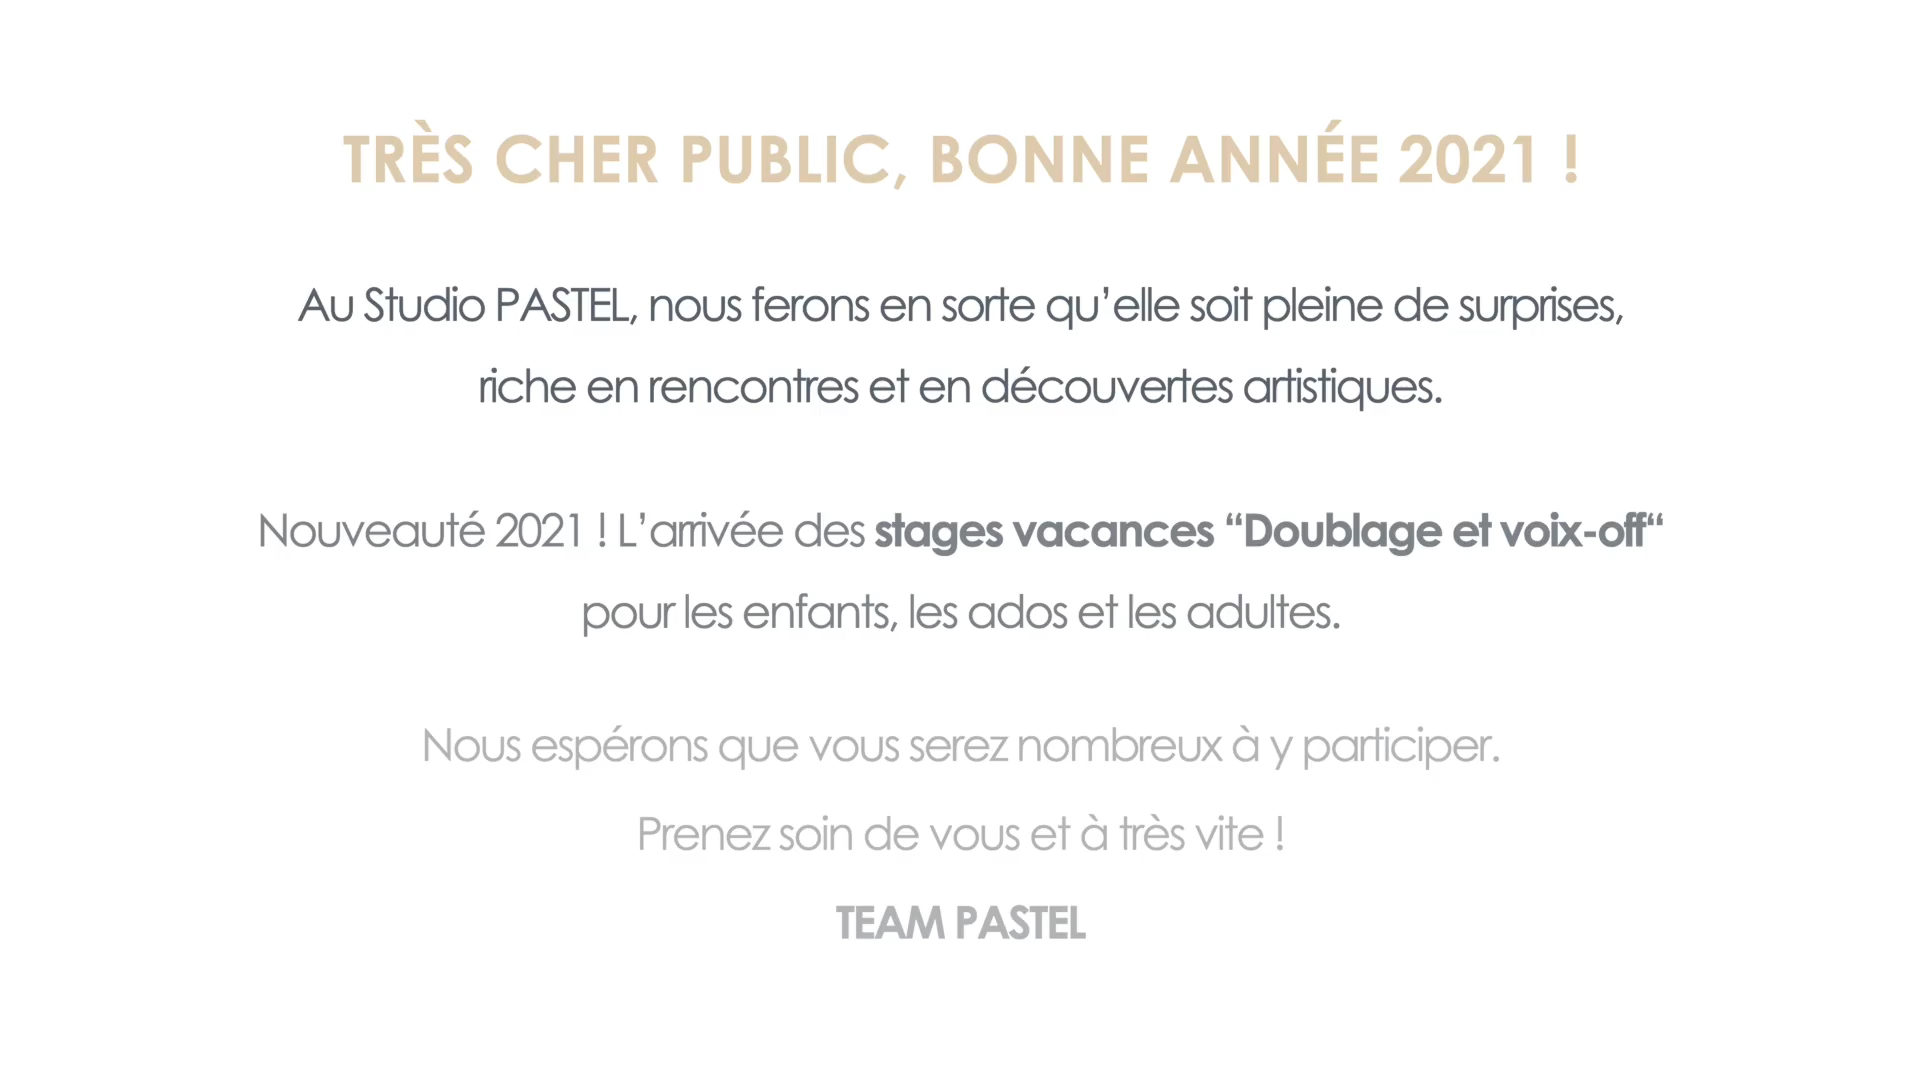 TRÈS CHER PUBLIC, BONNE ANNÉE 2021 !
Au Studio PASTEL, nous ferons en sorte qu’elle soit pleine de surprises,
riche en rencontres et en découvertes artistiques.
Nouveauté 2021 ! L’arrivée des stages vacances “Doublage et voix-off“
pour les enfants, les ados et les adultes.
Nous espérons que vous serez nombreux à y participer.
Prenez soin de vous et à très vite !
TEAM PASTEL